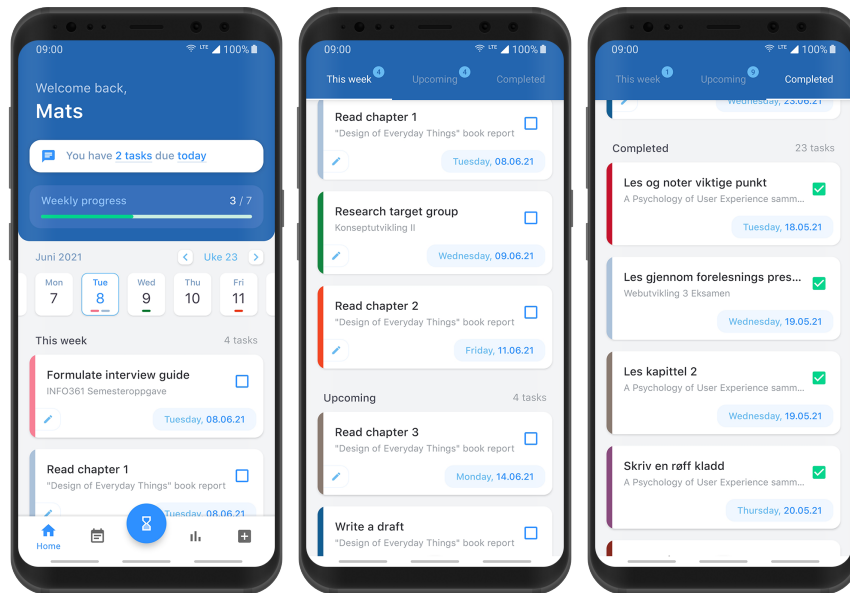 09:00
LTE
100%
Welcome back,
Mats
You have 2 tasks due today
Weekly progress
3 / 7
Juni 2021
Uke 23
Mon
7
Tue
8
Wed
9
Thu
10
Fri
11
This week
4 tasks
Formulate interview guide
INFO361 Semesteroppgave
Tuesday, 08.06.21
Read chapter 1
"Design of Everyday Things" book report
Tuesday, 08.06.21
Home
09:00
LTE
100%
This week 4
Upcoming 4
Completed
Read chapter 1
"Design of Everyday Things" book report
Tuesday, 08.06.21
Research target group
Konseptutvikling II
Wednesday, 09.06.21
Read chapter 2
"Design of Everyday Things" book report
Friday, 11.06.21
Upcoming
4 tasks
Read chapter 3
"Design of Everyday Things" book report
Monday, 14.06.21
Write a draft
"Design of Everyday Things" book report
09:00
LTE
100%
This week 1
Upcoming 9
Completed
Wednesday, 23.06.21
Completed
23 tasks
Les og noter viktige punkt
A Psychology of User Experience samm...
Tuesday, 18.05.21
Les gjennom forelesnings pres...
Webutvikling 3 Eksamen
Wednesday, 19.05.21
Les kapittel 2
A Psychology of User Experience samm...
Wednesday, 19.05.21
Skriv en røff kladd
A Psychology of User Experience samm...
Thursday, 20.05.21